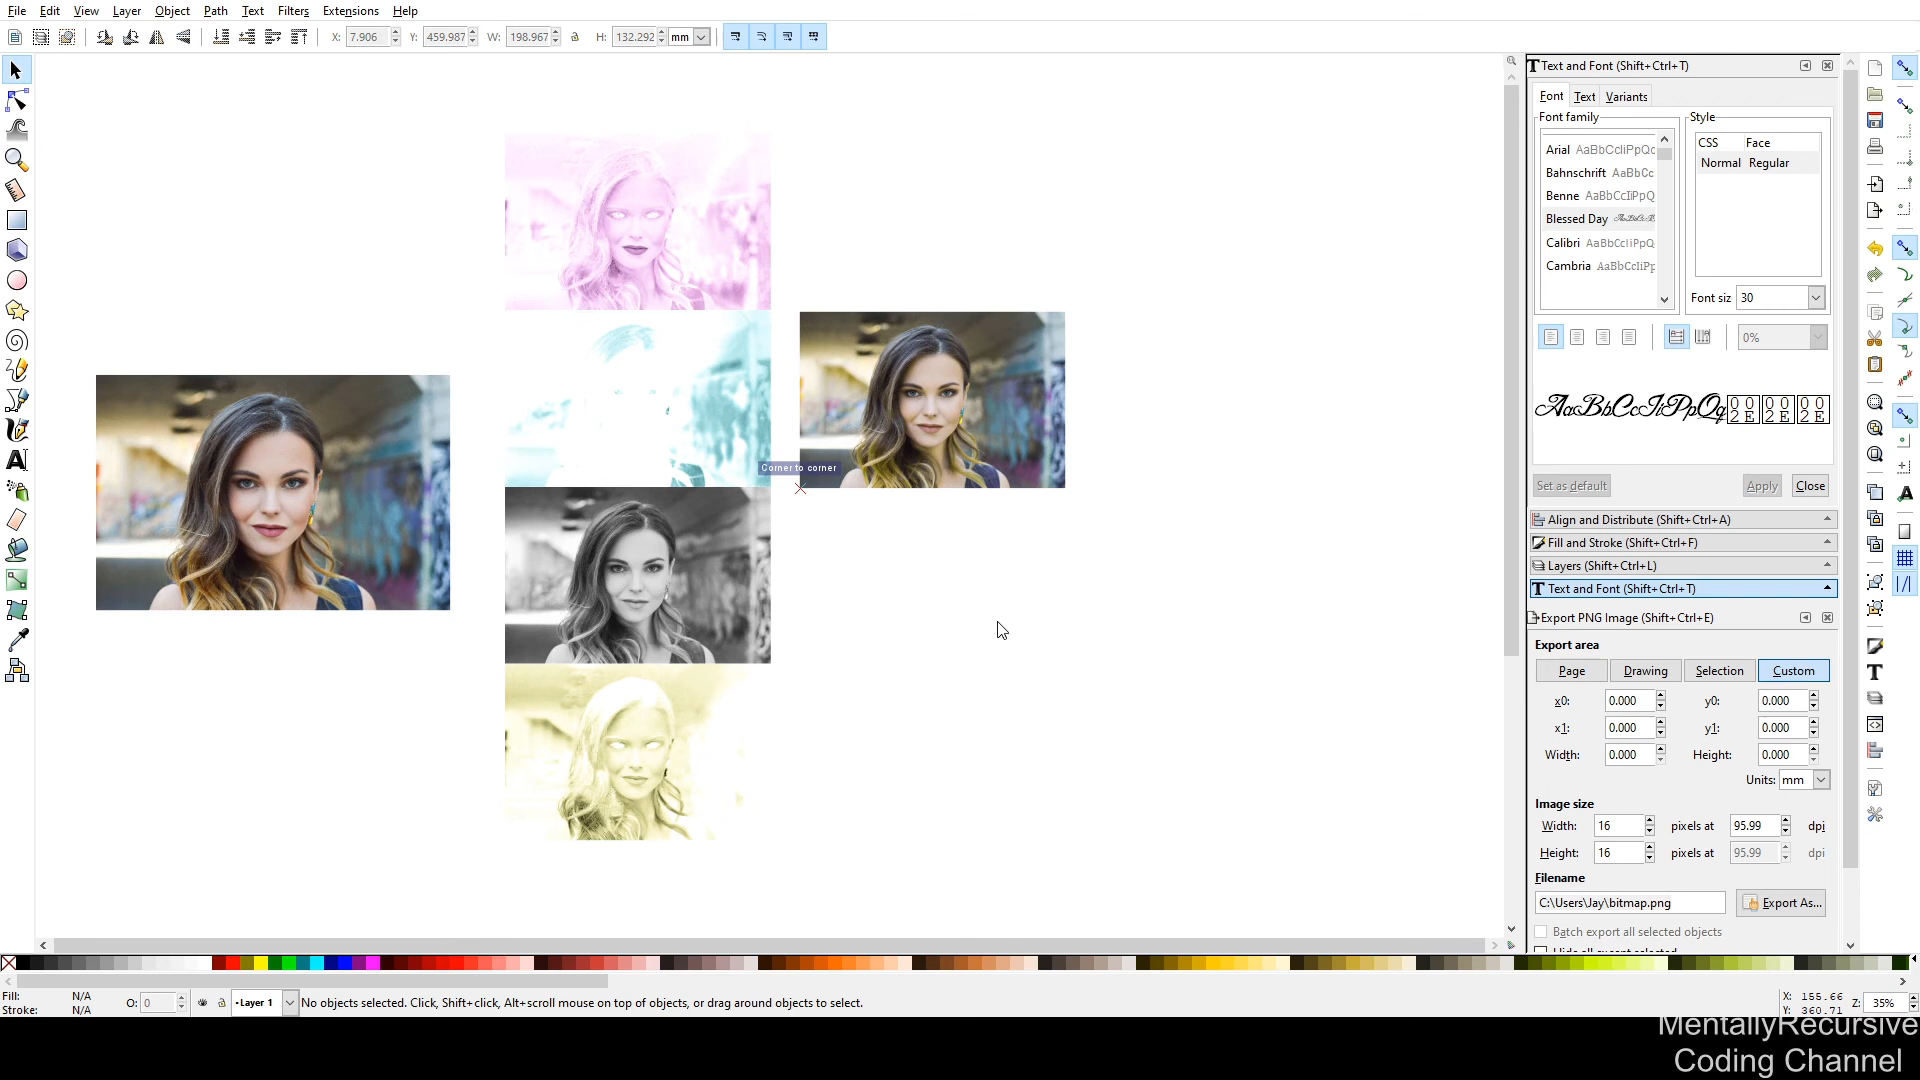 File Edit View Layer Object Path Text Filters Extensions Help
X: 7.906 Y: 459.987 W: 198.967 H: 132.292 mm
Text and Font (Shift+Ctrl+T)
Font Text Variants
Font family Style
CSS Face
Normal Regular
Arial AaBbCcIiPpQq
Bahnschrift AaBbCc
Benne AaBbCcIiPpQ
Blessed Day
Calibri AaBbCcIiPpQ
Cambria AaBbCcIiPp
Font siz 30
0%
AaBbCcIiPpQq 002E 002E 002E
Set as default Apply Close
Align and Distribute (Shift+Ctrl+A)
Fill and Stroke (Shift+Ctrl+F)
Layers (Shift+Ctrl+L)
Text and Font (Shift+Ctrl+T)
Export PNG Image (Shift+Ctrl+E)
Export area
Page Drawing Selection Custom
x0: 0.000 y0: 0.000
x1: 0.000 y1: 0.000
Width: 0.000 Height: 0.000
Units: mm
Image size
Width: 16 pixels at 95.99 dpi
Height: 16 pixels at 95.99 dpi
Filename
C:\Users\Jay\bitmap.png Export As...
Batch export all selected objects
Hide all except selected
Corner to corner
Fill: N/A
Stroke: N/A
O: 0
Layer 1
No objects selected. Click, Shift+click, Alt+scroll mouse on top of objects, or drag around objects to select.
X: 155.66
Y: 360.71
Z: 35%
MentallyRecursive
Coding Channel